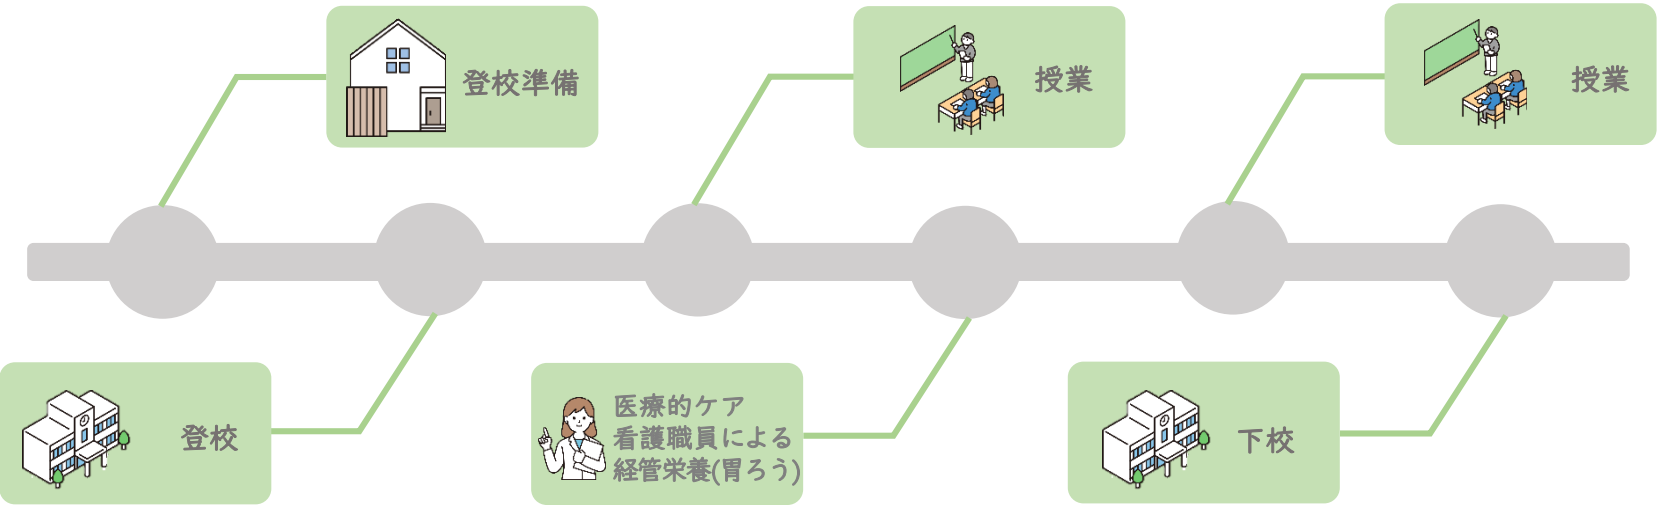 登校準備
授業
授業
登校
医療的ケア
看護職員による
経管栄養(胃ろう)
下校